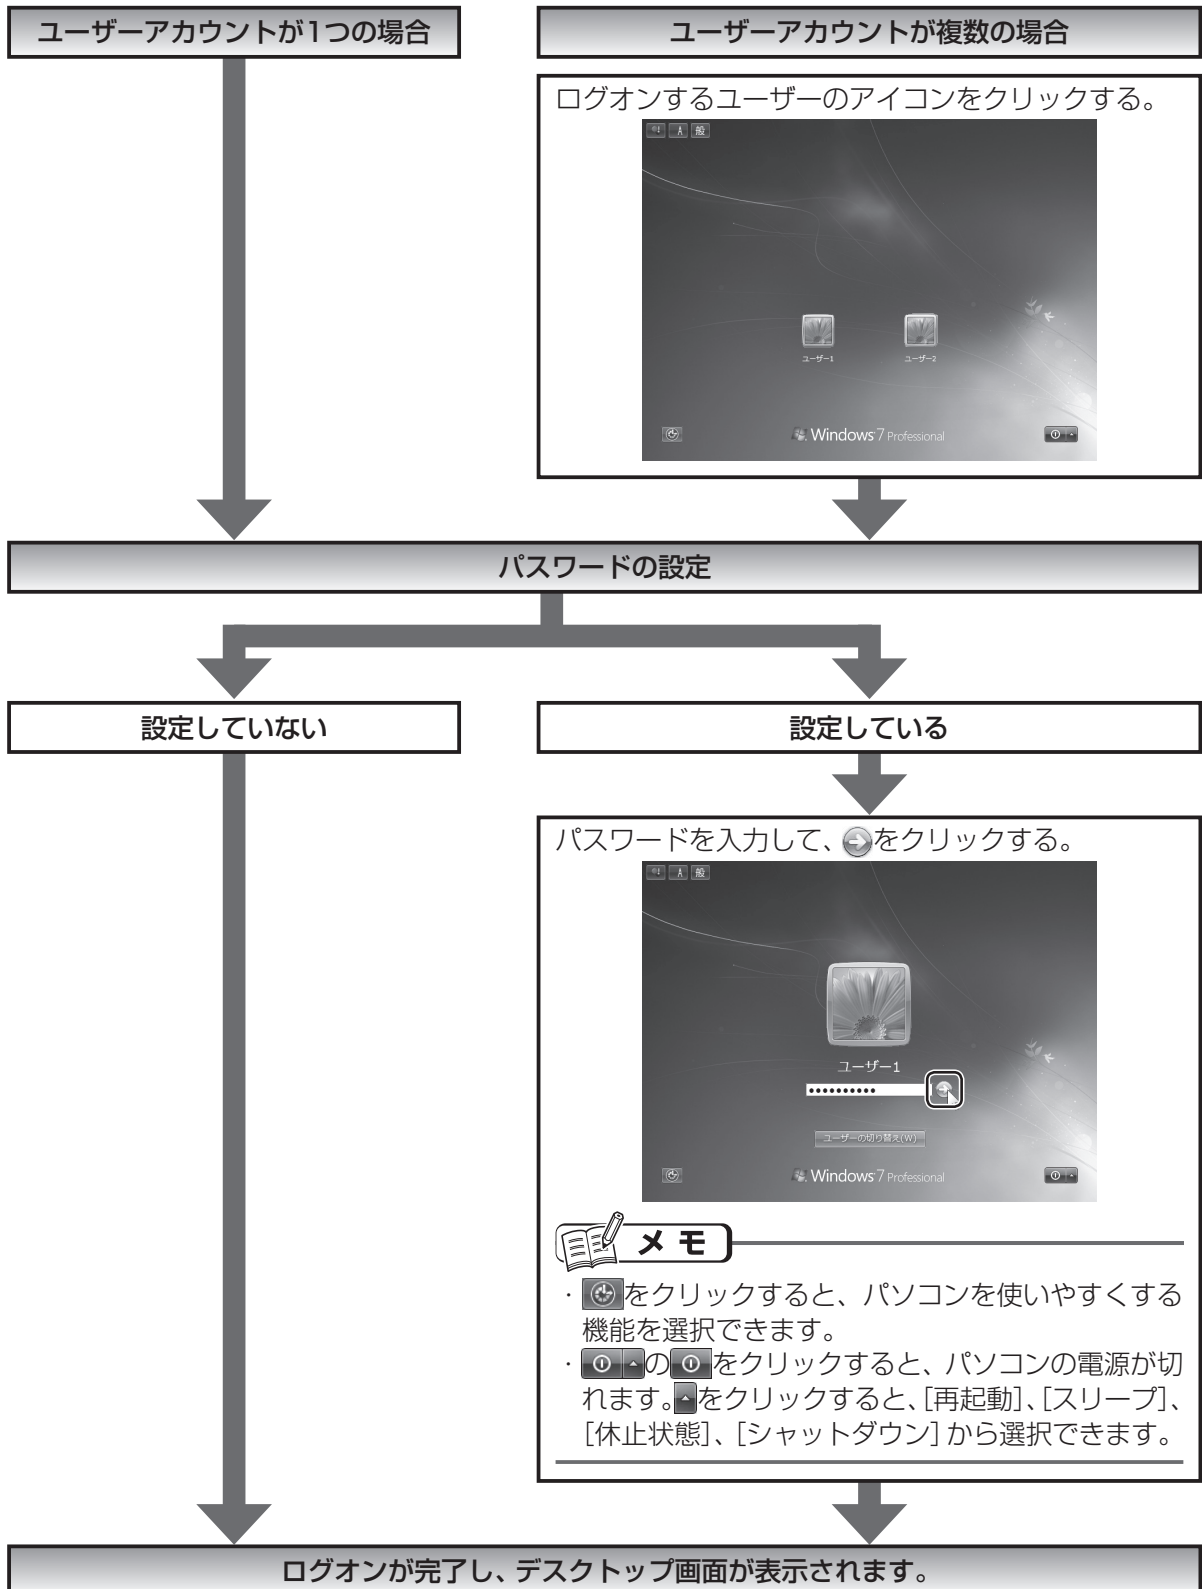 ユーザーアカウントが1つの場合
ユーザーアカウントが複数の場合
ログオンするユーザーのアイコンをクリックする。
A 般
ユーザー1
ユーザー2
Windows 7 Professional
パスワードの設定
設定していない
設定している
パスワードを入力して、をクリックする。
A 般
ユーザー1
••••••••••
ユーザーの切り替え(W)
Windows 7 Professional
メモ
・をクリックすると、パソコンを使いやすくする
機能を選択できます。
・のをクリックすると、パソコンの電源が切
れます。をクリックすると、[再起動]、[スリープ]、
[休止状態]、[シャットダウン]から選択できます。
ログオンが完了し、デスクトップ画面が表示されます。